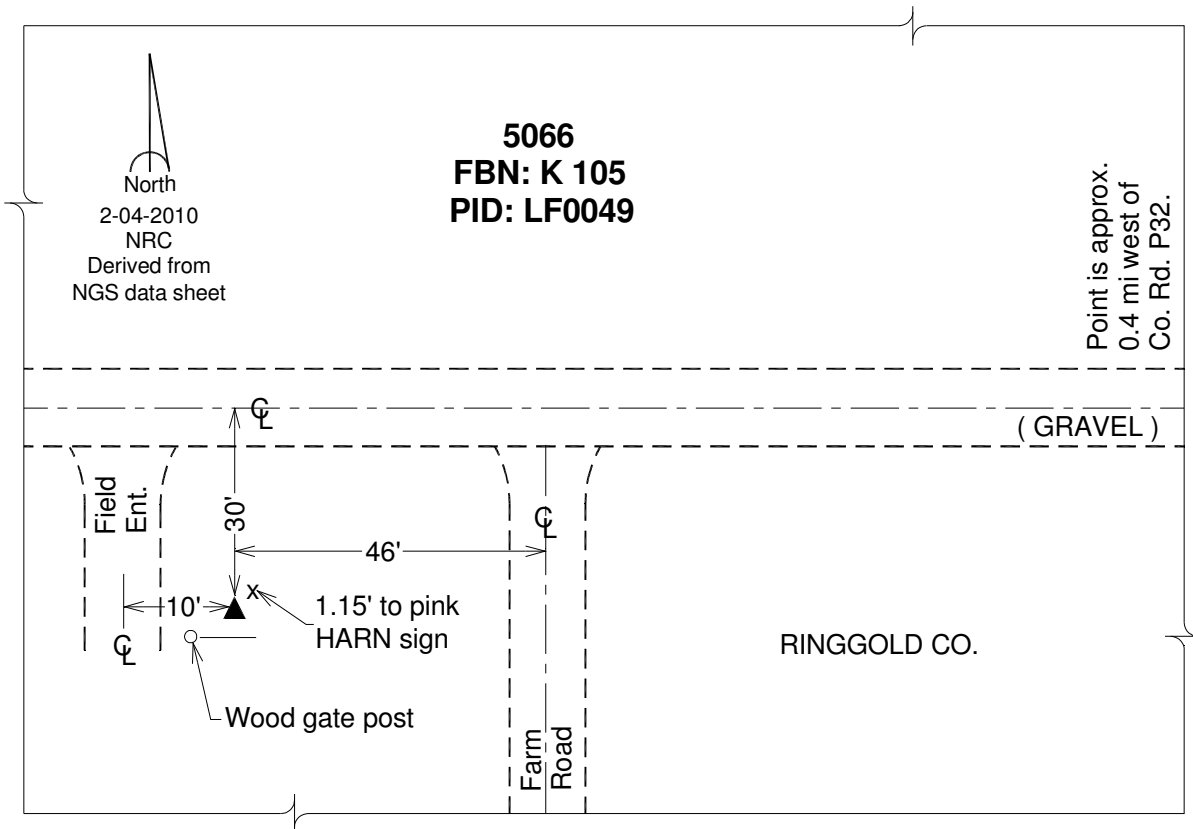 5066
FBN: K 105
PID: LF0049
North
2-04-2010
NRC
Derived from
NGS data sheet
Point is approx.
0.4 mi west of
Co. Rd. P32.
CL
( GRAVEL )
Field
Ent.
30'
CL
46'
10'
x
1.15' to pink
HARN sign
CL
RINGGOLD CO.
Wood gate post
Farm
Road